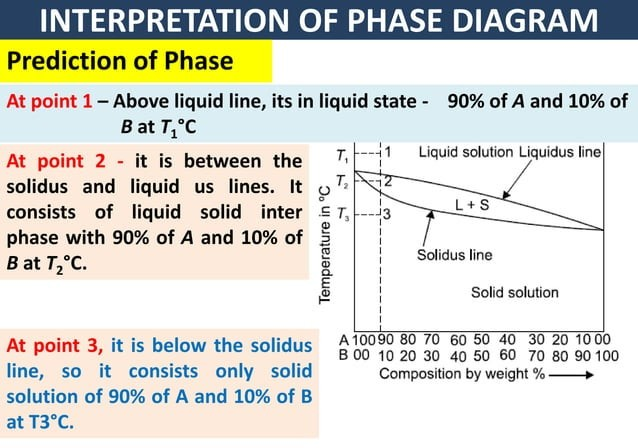 INTERPRETATION OF PHASE DIAGRAM
Prediction of Phase
At point 1 – Above liquid line, its in liquid state - 90% of A and 10% of
B at T₁°C
At point 2 - it is between the
solidus and liquid us lines. It
consists of liquid solid inter
phase with 90% of A and 10% of
B at T₂°C.
At point 3, it is below the solidus
line, so it consists only solid
solution of 90% of A and 10% of B
at T3°C.
Temperature in °C
T₁
1
Liquid solution Liquidus line
T₂
2
L + S
T₃
3
Solidus line
Solid solution
A 100 90 80 70 60 50 40 30 20 10 00
B 00 10 20 30 40 50 60 70 80 90 100
Composition by weight %